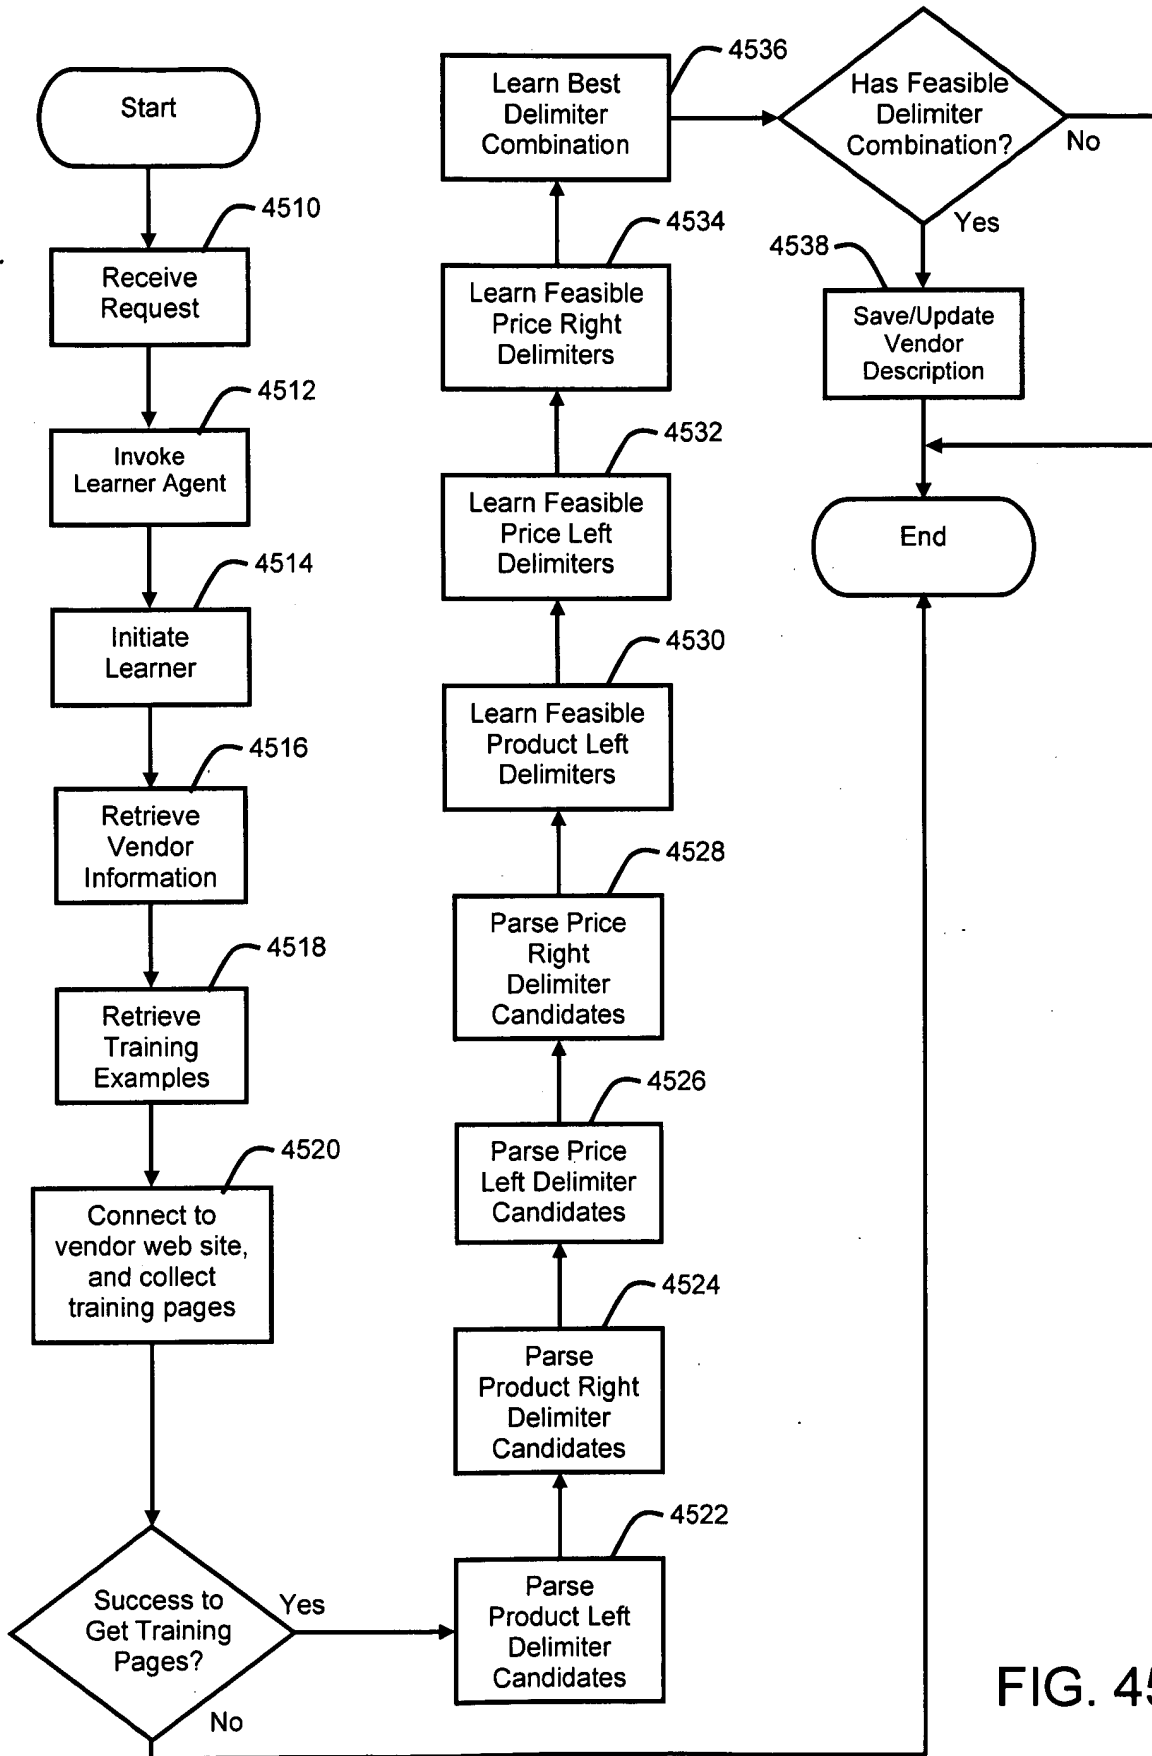 Start
4510
Receive
Request
4512
Invoke
Learner Agent
4514
Initiate
Learner
4516
Retrieve
Vendor
Information
4518
Retrieve
Training
Examples
4520
Connect to
vendor web site,
and collect
training pages
Success to
Get Training
Pages?
Yes
No
4522
Parse
Product Left
Delimiter
Candidates
4524
Parse
Product Right
Delimiter
Candidates
4526
Parse Price
Left Delimiter
Candidates
4528
Parse Price
Right
Delimiter
Candidates
4530
Learn Feasible
Product Left
Delimiters
4532
Learn Feasible
Price Left
Delimiters
4534
Learn Feasible
Price Right
Delimiters
4536
Learn Best
Delimiter
Combination
Has Feasible
Delimiter
Combination?
No
Yes
4538
Save/Update
Vendor
Description
End
FIG. 45